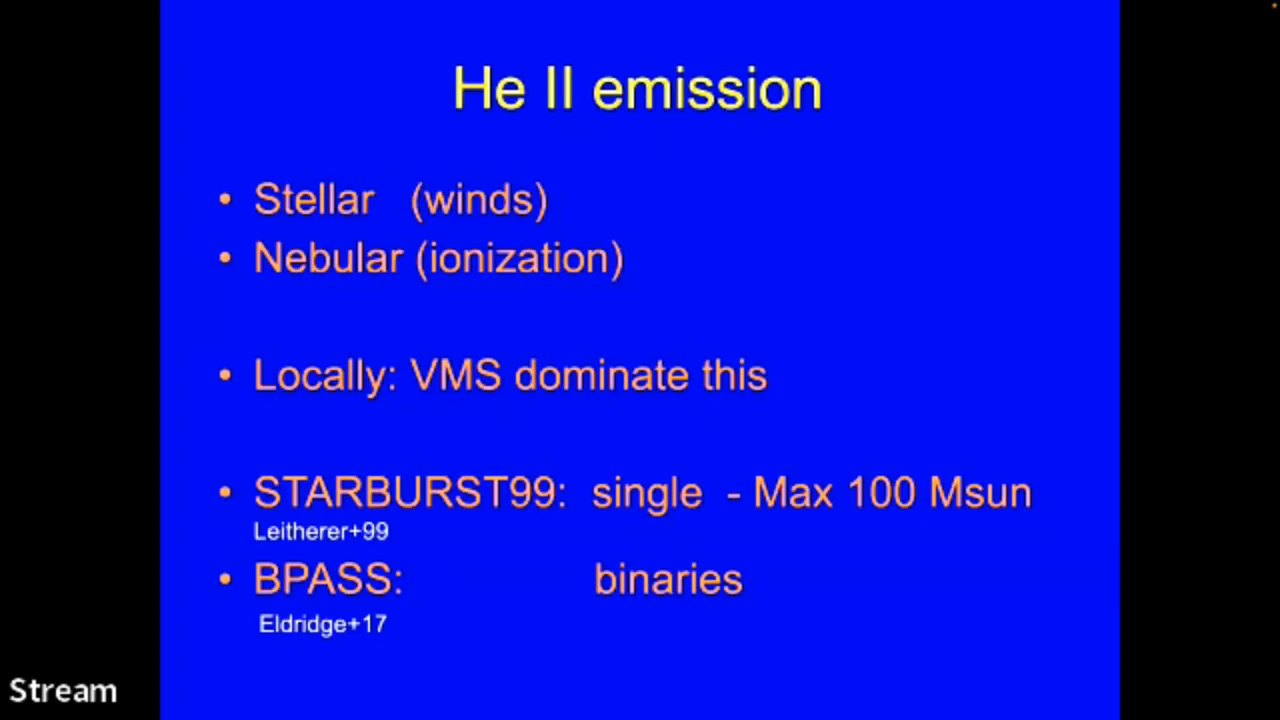 He II emission
• Stellar (winds)
• Nebular (ionization)
• Locally: VMS dominate this
• STARBURST99: single - Max 100 Msun
Leitherer+99
• BPASS: binaries
Eldridge+17
Stream